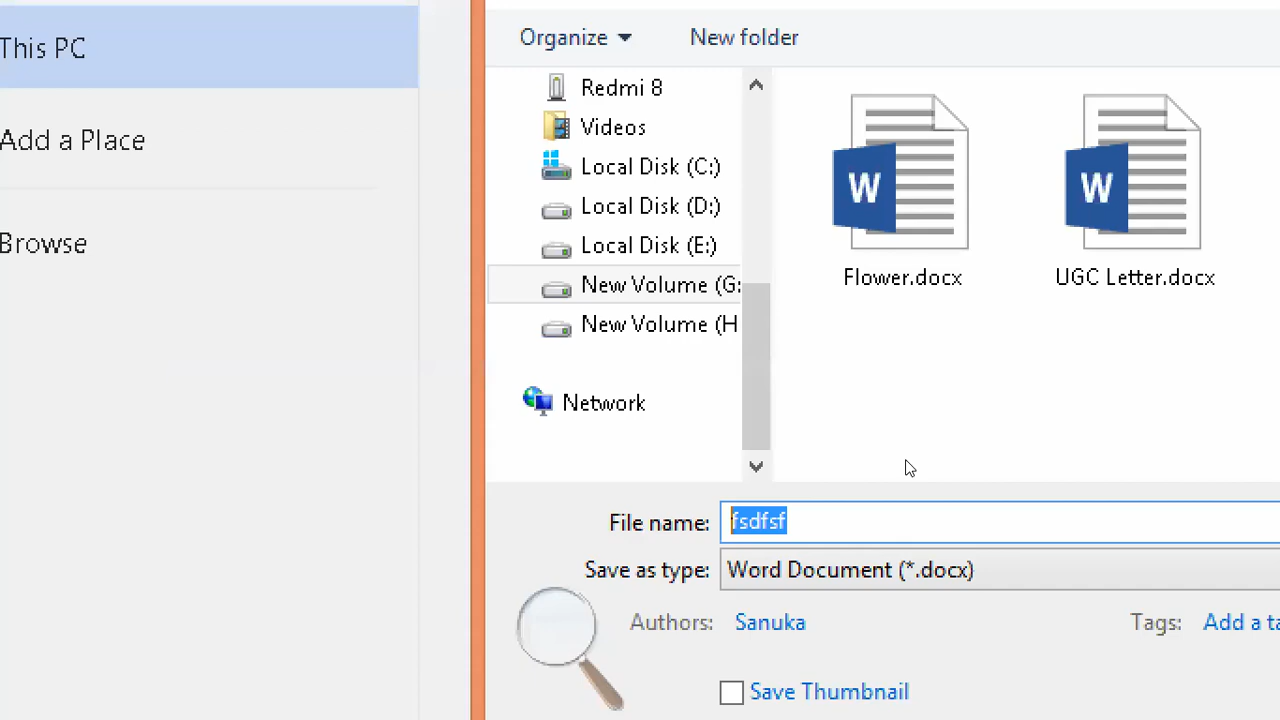 This PC
Add a Place
Browse
Organize
New folder
Redmi 8
Videos
Local Disk (C:)
Local Disk (D:)
Local Disk (E:)
New Volume (G:
New Volume (H
Network
W
Flower.docx
W
UGC Letter.docx
File name: fsdfsf
Save as type: Word Document (*.docx)
Authors: Sanuka
Tags: Add a ta
Save Thumbnail